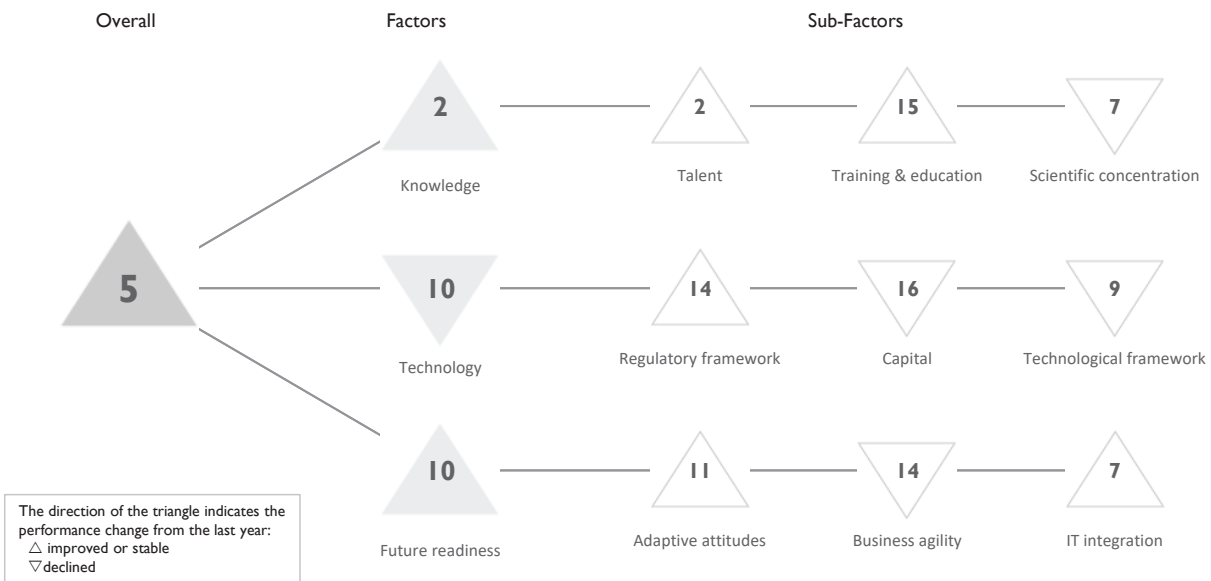 Overall Factors Sub-Factors
2 2 15 7
Knowledge Talent Training & education Scientific concentration
5 10 14 16 9
Technology Regulatory framework Capital Technological framework
10 11 14 7
Future readiness Adaptive attitudes Business agility IT integration
The direction of the triangle indicates the
performance change from the last year:
△ improved or stable
▽ declined